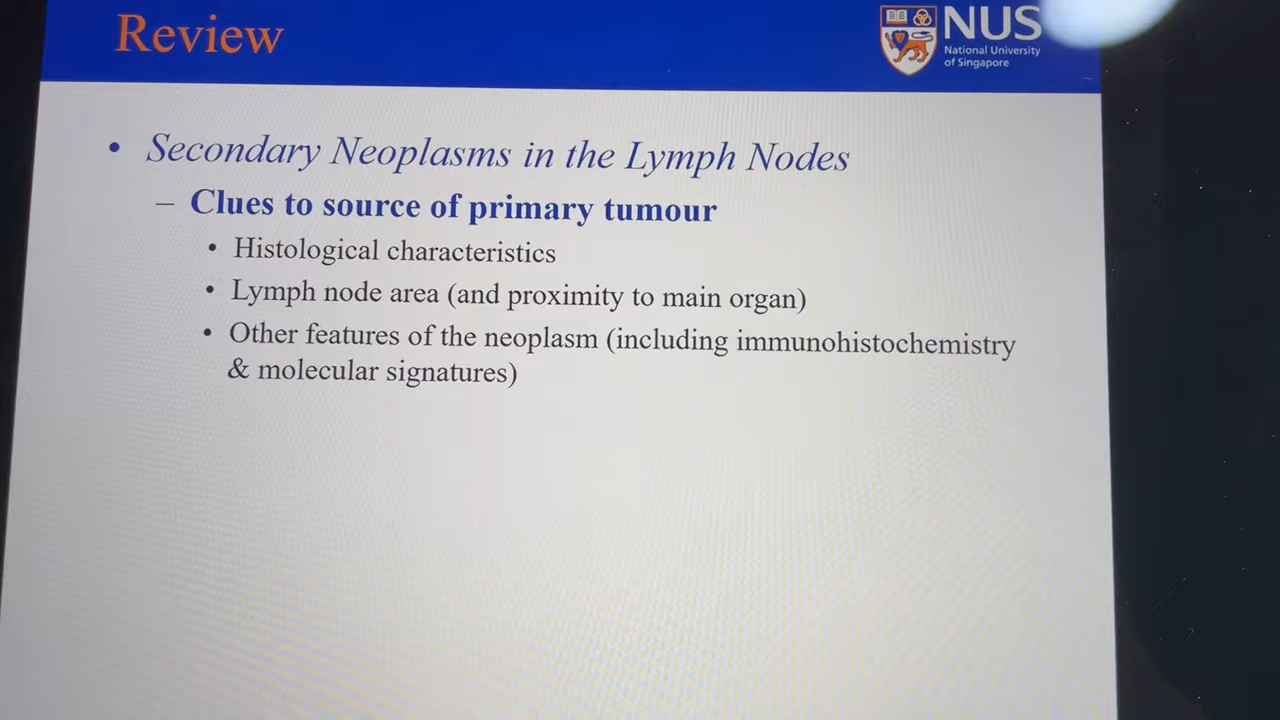 Review
NUS
National University
of Singapore
• Secondary Neoplasms in the Lymph Nodes
– Clues to source of primary tumour
• Histological characteristics
• Lymph node area (and proximity to main organ)
• Other features of the neoplasm (including immunohistochemistry
& molecular signatures)